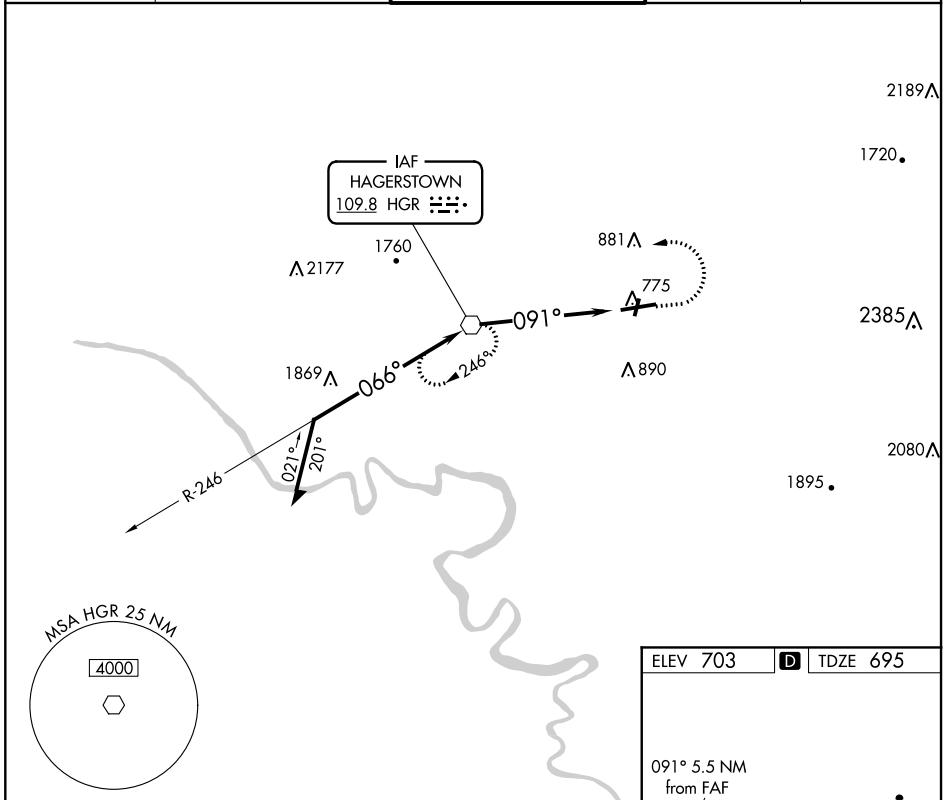 2189
1720
IAF
HAGERSTOWN
109.8 HGR
1760
881
2177
775
091°
2385
1869
066°
246°
890
021°
201°
2080
R-246
1895
MSA HGR 25 NM
4000
ELEV 703 D TDZE 695
091° 5.5 NM
from FAF